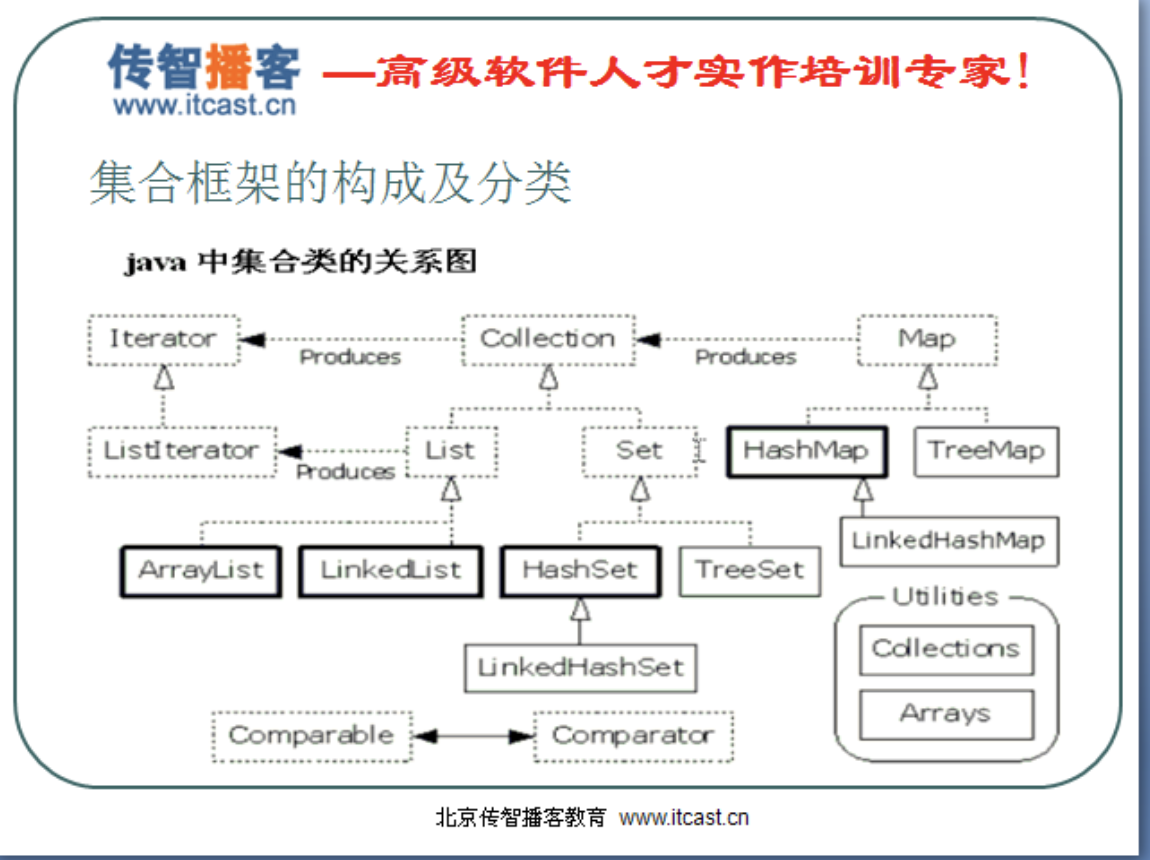 传智播客 —高级软件人才实作培训专家!
www.itcast.cn
集合框架的构成及分类
java 中集合类的关系图
Iterator
Produces
Collection
Produces
Map
ListIterator
Produces
List
Set
HashMap
TreeMap
ArrayList
LinkedList
HashSet
TreeSet
LinkedHashMap
Utilities
Collections
LinkedHashSet
Arrays
Comparable
Comparator
北京传智播客教育 www.itcast.cn